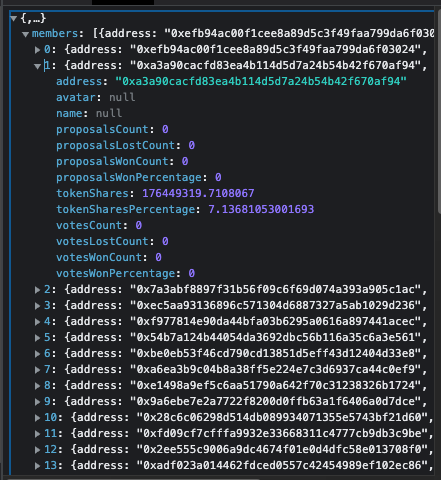 {,…}
members: [{address: "0xefb94ac00f1cee8a89d5c3f49faa799da6f03024",
0: {address: "0xefb94ac00f1cee8a89d5c3f49faa799da6f03024",
1: {address: "0xa3a90cacfd83ea4b114d5d7a24b54b42f670af94",
address: "0xa3a90cacfd83ea4b114d5d7a24b54b42f670af94"
avatar: null
name: null
proposalsCount: 0
proposalsLostCount: 0
proposalsWonCount: 0
proposalsWonPercentage: 0
tokenShares: 176449319.7108067
tokenSharesPercentage: 7.13681053001693
votesCount: 0
votesLostCount: 0
votesWonCount: 0
votesWonPercentage: 0
2: {address: "0x7a3abf8897f31b56f09c6f69d074a393a905c1ac",
3: {address: "0xec5aa93136896c571304d6887327a5ab1029d236",
4: {address: "0xf977814e90da44bfa03b6295a0616a897441acec",
5: {address: "0x54b7a124b44054da3692dbc56b116a35c6a3e561",
6: {address: "0xbe0eb53f46cd790cd13851d5eff43d12404d33e8",
7: {address: "0xa6ea3b9c04b8a38ff5e224e7c3d6937ca44c0ef9",
8: {address: "0xe1498a9ef5c6aa51790a642f70c31238326b1724",
9: {address: "0x9a6ebe7e2a7722f8200d0ffb63a1f6406a0d7dce",
10: {address: "0x28c6c06298d514db089934071355e5743bf21d60",
11: {address: "0xfd09cf7cfffa9932e33668311c4777cb9db3c9be",
12: {address: "0x2ee555c9006a9dc4674f01e0d4dfc58e013708f0",
13: {address: "0xadf023a014462fdced0557c42454989ef102ec86",